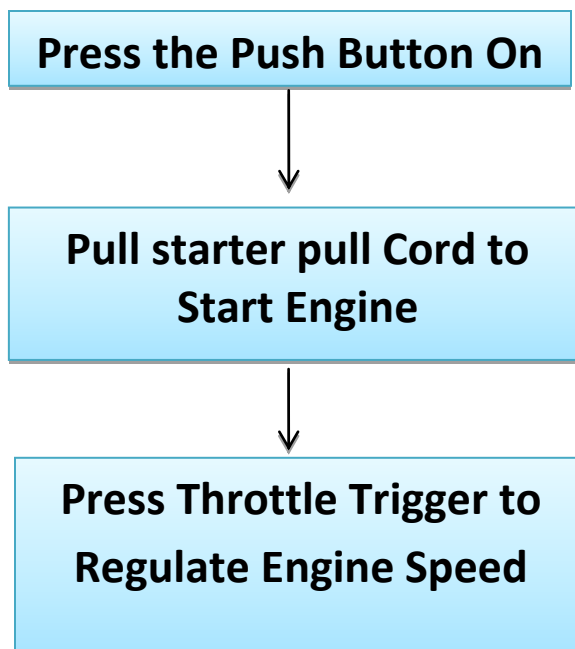 Press the Push Button On
Pull starter pull Cord to
Start Engine
Press Throttle Trigger to
Regulate Engine Speed